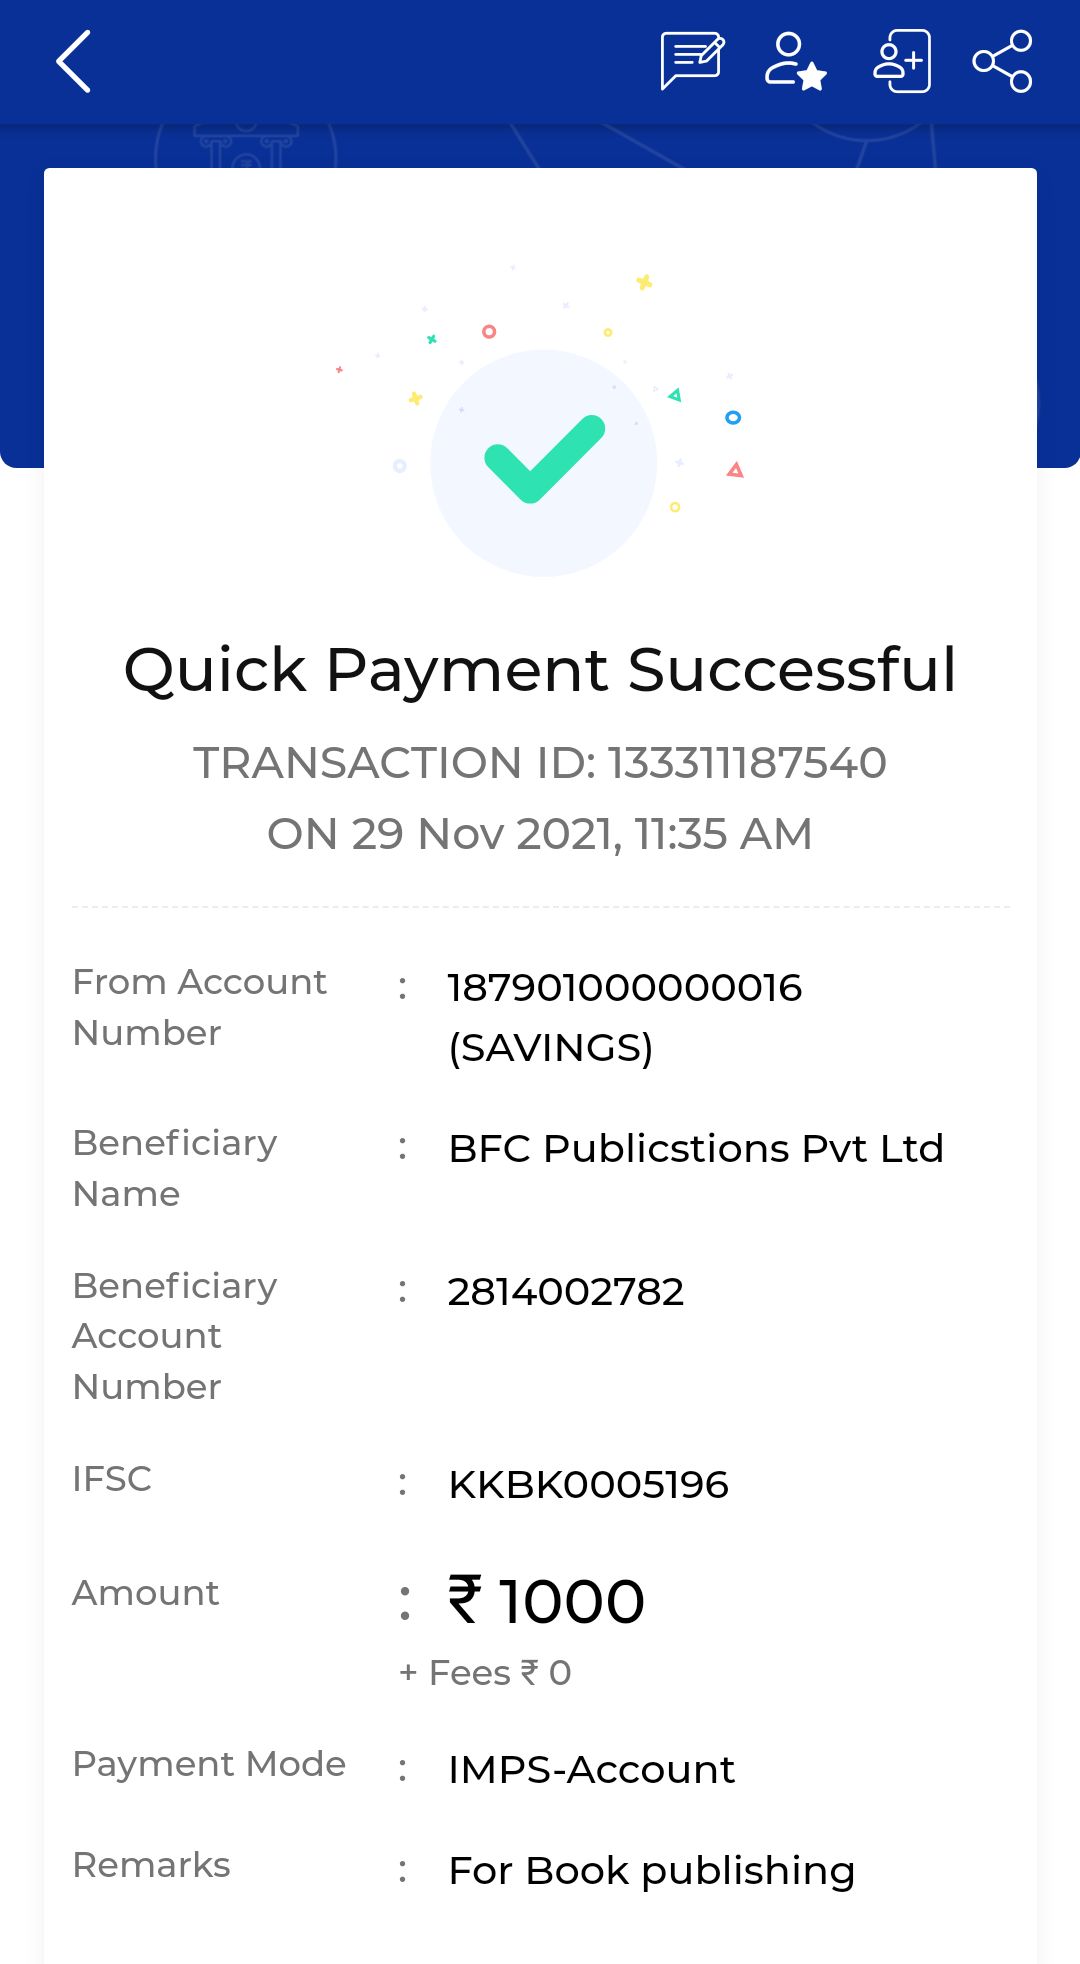 Quick Payment Successful
TRANSACTION ID: 133311187540
ON 29 Nov 2021, 11:35 AM
From Account Number : 187901000000016 (SAVINGS)
Beneficiary Name : BFC Publicstions Pvt Ltd
Beneficiary Account Number : 2814002782
IFSC : KKBK0005196
Amount : ₹ 1000
+ Fees ₹ 0
Payment Mode : IMPS-Account
Remarks : For Book publishing